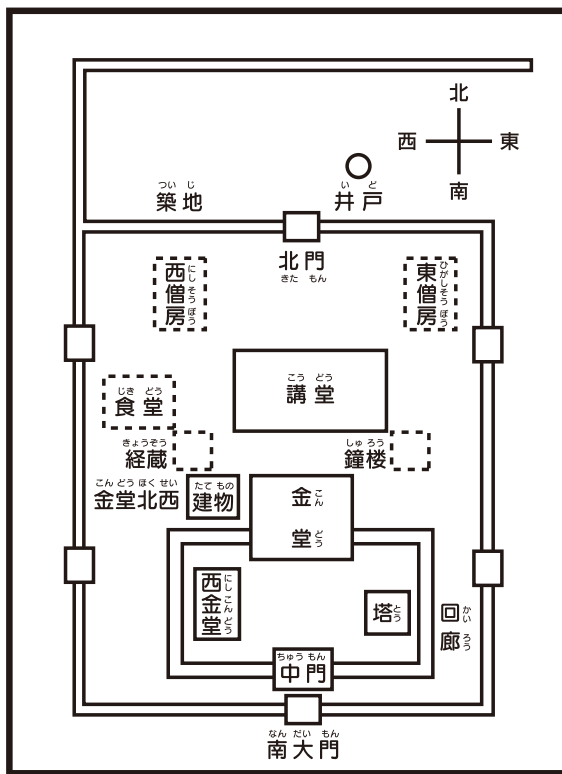 北
西
東
南
ついじ
築地
いど
井戸
北門
きたもん
西僧房
にしそうぼう
東僧房
ひがしそうぼう
こうどう
講堂
じきどう
食堂
きょうぞう
経蔵
しゅろう
鐘楼
こんどうほくせい
金堂北西
たてもの
建物
金堂
こんどう
西金堂
にしこんどう
塔
とう
回廊
かいろう
ちゅうもん
中門
なんだいもん
南大門